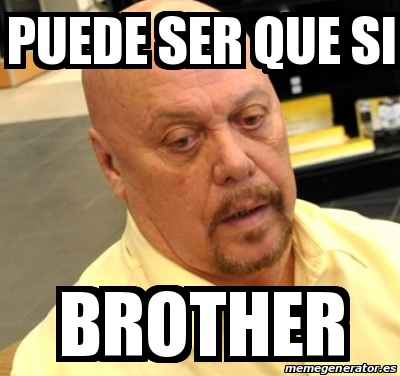 PUEDE SER QUE SI
BROTHER
memegenerator.es